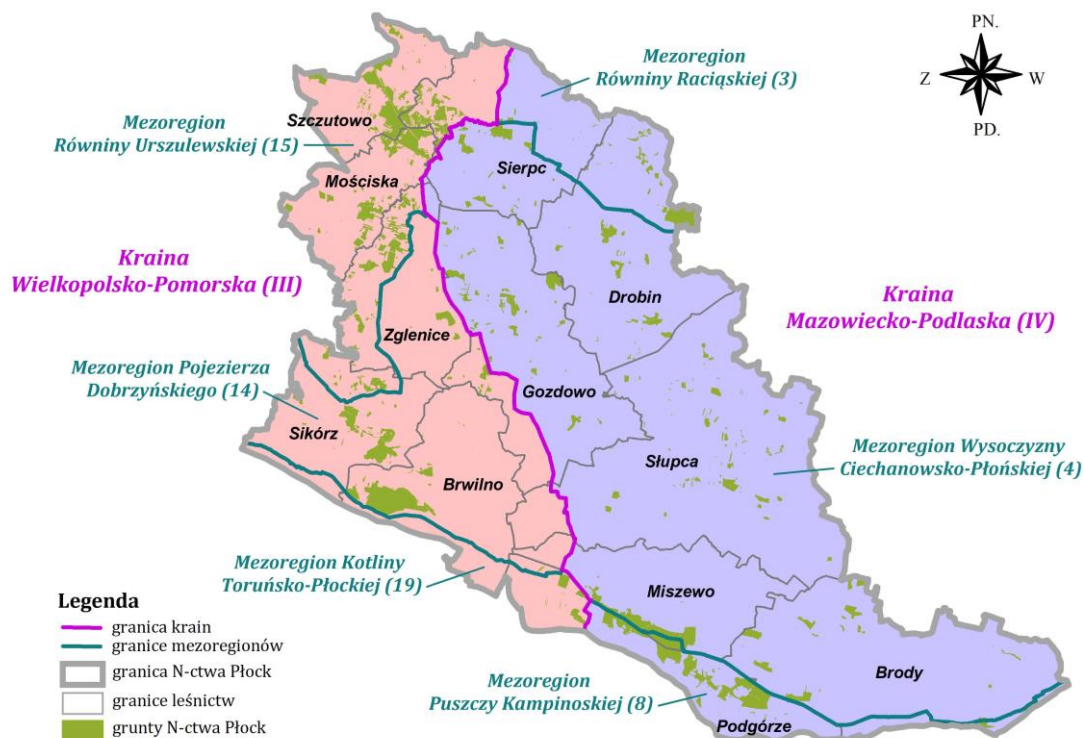 PN.
Z
W
PD.
Mezoregion
Równiny Raciąskiej (3)
Szczutowo
Mezoregion
Równiny Urszulewskiej (15)
Sierpc
Mościska
Kraina
Wielkopolsko-Pomorska (III)
Drobin
Kraina
Mazowiecko-Podlaska (IV)
Zglenice
Mezoregion Pojezierza
Dobrzyńskiego (14)
Gozdowo
Sikórz
Słupca
Mezoregion Wysoczyzny
Ciechanowsko-Płońskiej (4)
Brwilno
Mezoregion Kotliny
Toruńsko-Płockiej (19)
Miszewo
Brody
Mezoregion
Puszczy Kampinoskiej (8)
Podgórze
Legenda
granica krain
granice mezoregionów
granica N-ctwa Płock
granice leśnictw
grunty N-ctwa Płock